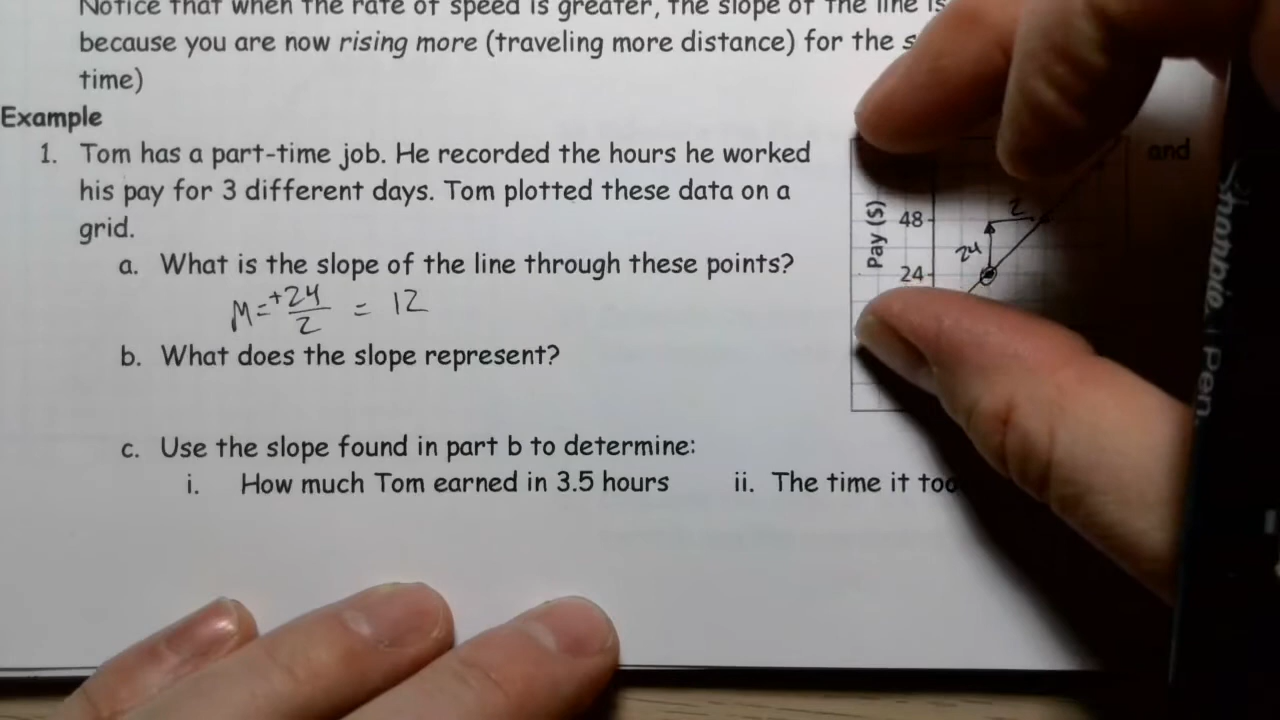 Notice that when the rate of speed is greater, the slope of the line is
because you are now rising more (traveling more distance) for the s
time)
Example
1. Tom has a part-time job. He recorded the hours he worked and
his pay for 3 different days. Tom plotted these data on a
grid.
a. What is the slope of the line through these points?
M = +24/2 = 12
b. What does the slope represent?
c. Use the slope found in part b to determine:
i. How much Tom earned in 3.5 hours
ii. The time it too
Pay ($)
48
24
2
24
Sharpie. Pen